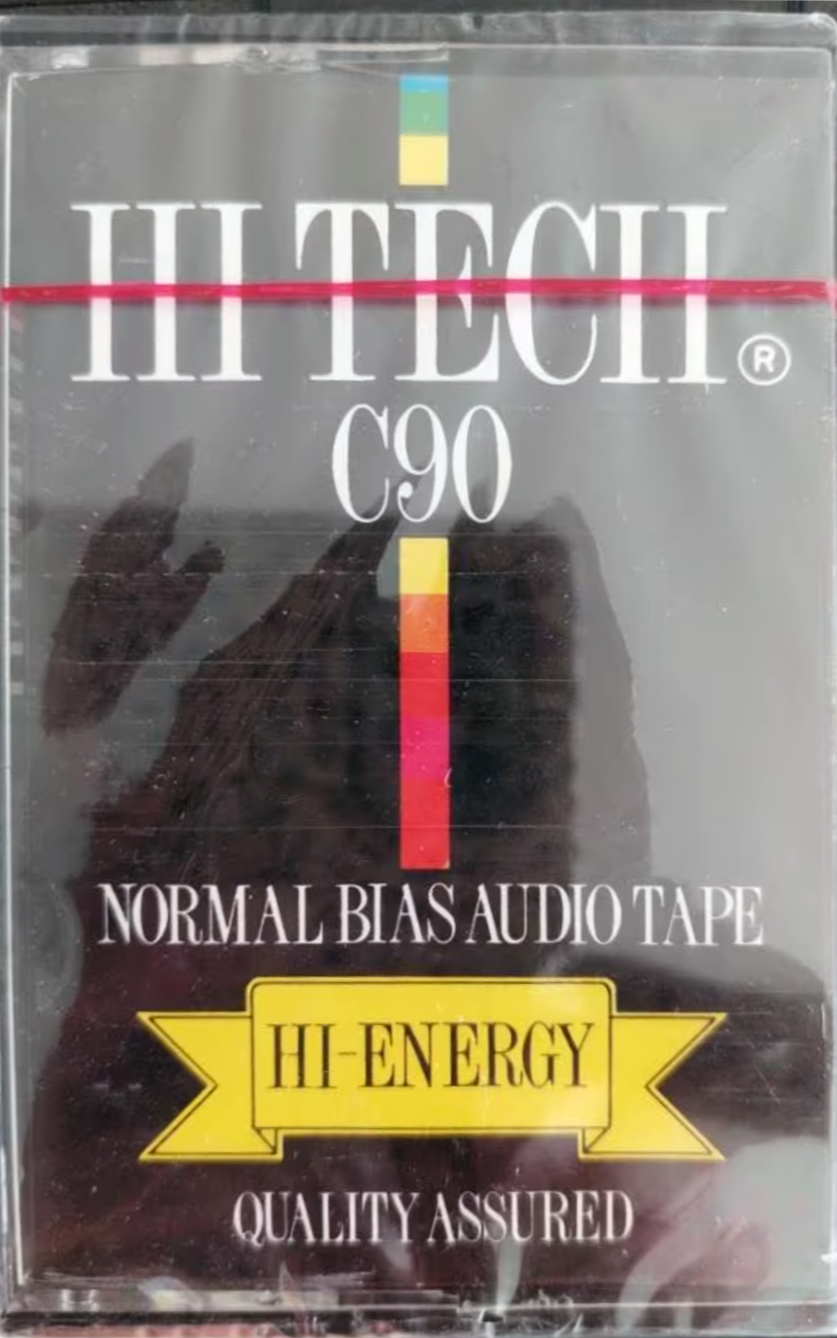 HI TECH ®
C90
NORMAL BIAS AUDIO TAPE
HI-ENERGY
QUALITY ASSURED